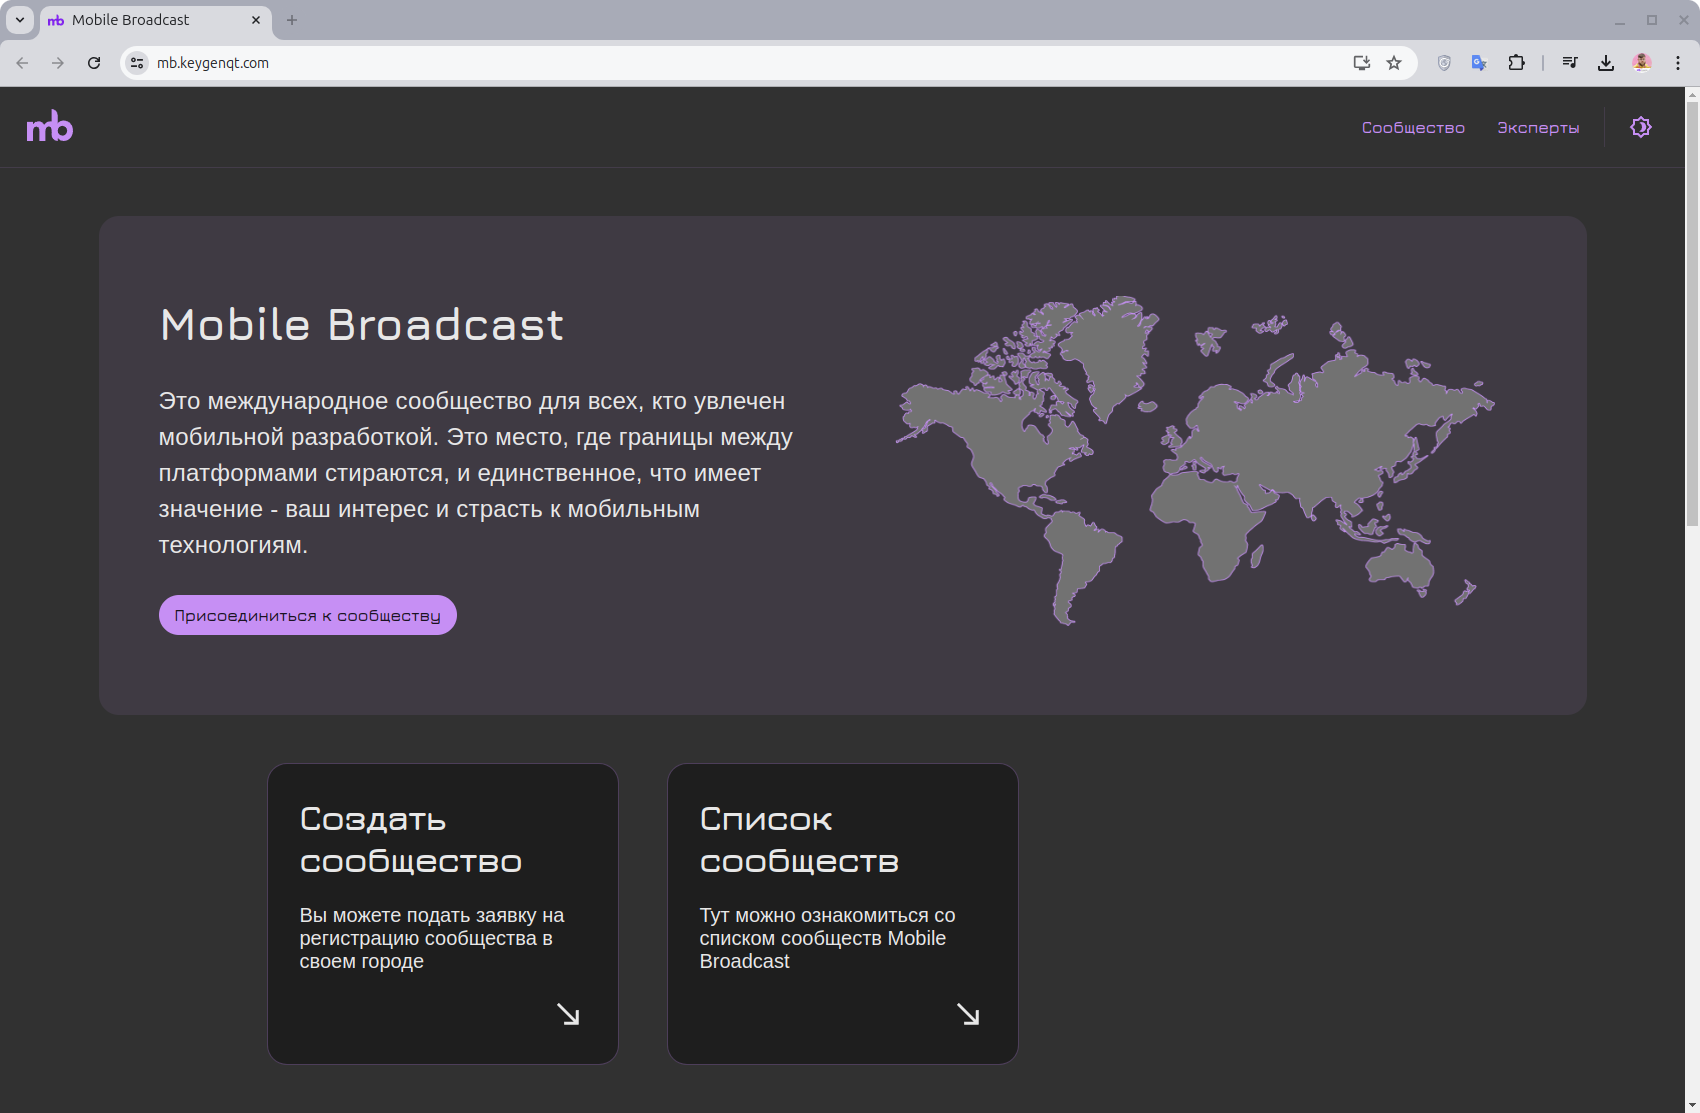 Mobile Broadcast
mb.keygenqt.com
mb
Сообщество
Эксперты
Mobile Broadcast
Это международное сообщество для всех, кто увлечен
мобильной разработкой. Это место, где границы между
платформами стираются, и единственное, что имеет
значение - ваш интерес и страсть к мобильным
технологиям.
Присоединиться к сообществу
Создать
сообщество
Вы можете подать заявку на
регистрацию сообщества в
своем городе
Список
сообществ
Тут можно ознакомиться со
списком сообществ Mobile
Broadcast